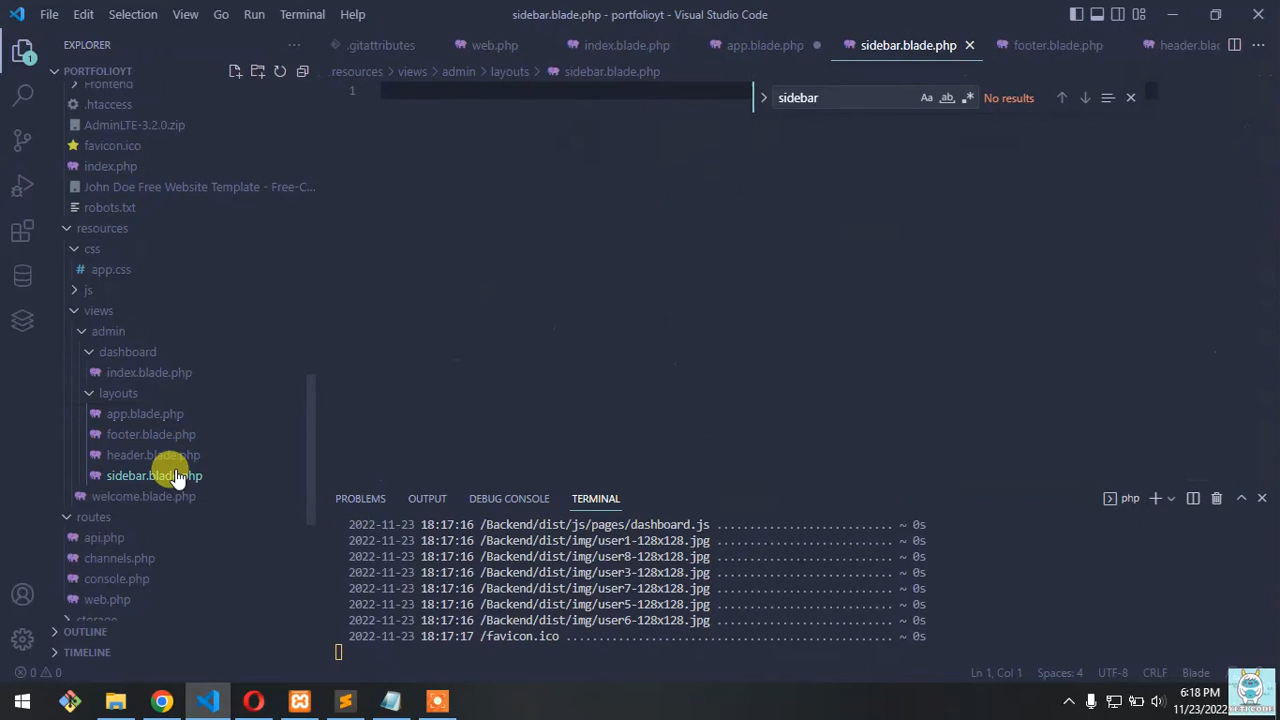 File Edit Selection View Go Run Terminal Help
sidebar.blade.php - portfolioyt - Visual Studio Code
EXPLORER
.gitattributes web.php index.blade.php app.blade.php sidebar.blade.php footer.blade.php header.blac
PORTFOLIOYT
resources views admin layouts sidebar.blade.php
Frontend
1
sidebar
Aa ab
No results
.htaccess
AdminLTE-3.2.0.zip
favicon.ico
index.php
John Doe Free Website Template - Free-C...
robots.txt
resources
css
# app.css
js
views
admin
dashboard
index.blade.php
layouts
app.blade.php
footer.blade.php
header.blade.php
sidebar.blade.php
welcome.blade.php
routes
api.php
channels.php
console.php
web.php
storage
OUTLINE
TIMELINE
1
PROBLEMS OUTPUT DEBUG CONSOLE TERMINAL
php
2022-11-23 18:17:16 /Backend/dist/js/pages/dashboard.js .......................... ~ 0s
2022-11-23 18:17:16 /Backend/dist/img/user1-128x128.jpg .......................... ~ 0s
2022-11-23 18:17:16 /Backend/dist/img/user8-128x128.jpg .......................... ~ 0s
2022-11-23 18:17:16 /Backend/dist/img/user3-128x128.jpg .......................... ~ 0s
2022-11-23 18:17:16 /Backend/dist/img/user7-128x128.jpg .......................... ~ 0s
2022-11-23 18:17:16 /Backend/dist/img/user5-128x128.jpg .......................... ~ 0s
2022-11-23 18:17:16 /Backend/dist/img/user6-128x128.jpg .......................... ~ 0s
2022-11-23 18:17:17 /favicon.ico ................................................. ~ 0s
0 0
Ln 1, Col 1 Spaces: 4 UTF-8 CRLF Blade
6:18 PM
11/23/2022